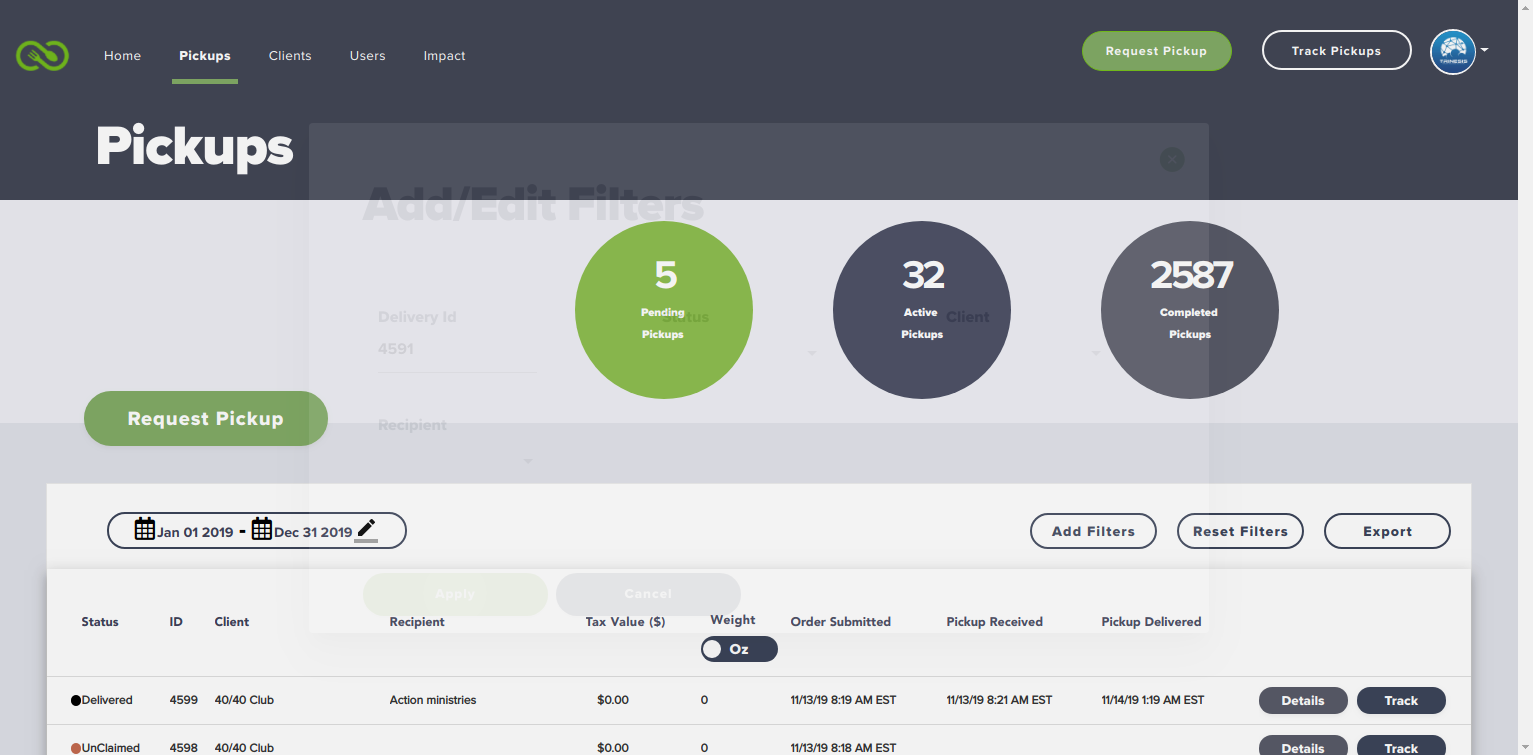 Home Pickups Clients Users Impact Request Pickup Track Pickups TRINESIS
Pickups
Add/Edit Filters
5 32 2587
Pending Active Completed
Pickups Pickups Pickups
Delivery Id Status Client
4591
Request Pickup
Recipient
Jan 01 2019 - Dec 31 2019 Add Filters Reset Filters Export
Apply Cancel
Status ID Client Recipient Tax Value ($) Weight Order Submitted Pickup Received Pickup Delivered
Oz
Delivered 4599 40/40 Club Action ministries $0.00 0 11/13/19 8:19 AM EST 11/13/19 8:21 AM EST 11/14/19 1:19 AM EST Details Track
UnClaimed 4598 40/40 Club $0.00 0 11/13/19 8:18 AM EST Details Track